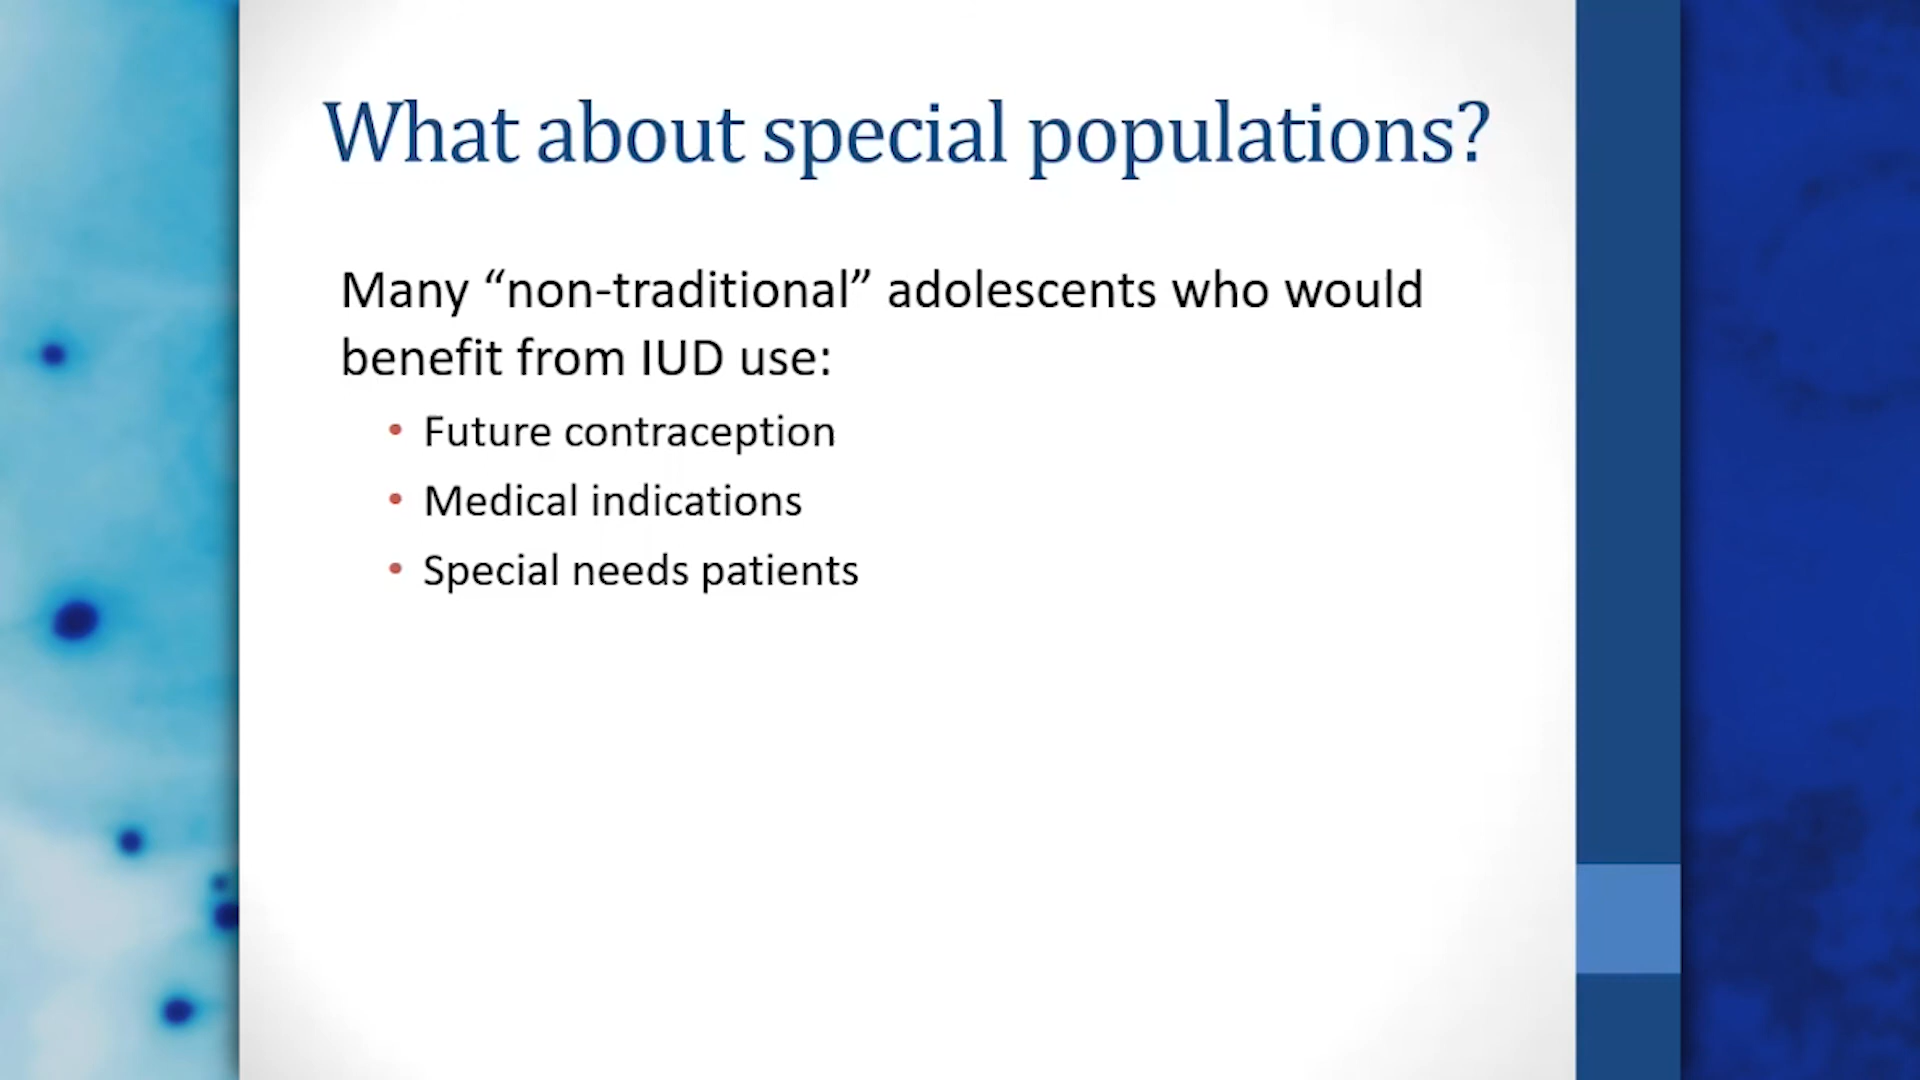 What about special populations?
Many “non-traditional” adolescents who would
benefit from IUD use:
• Future contraception
• Medical indications
• Special needs patients